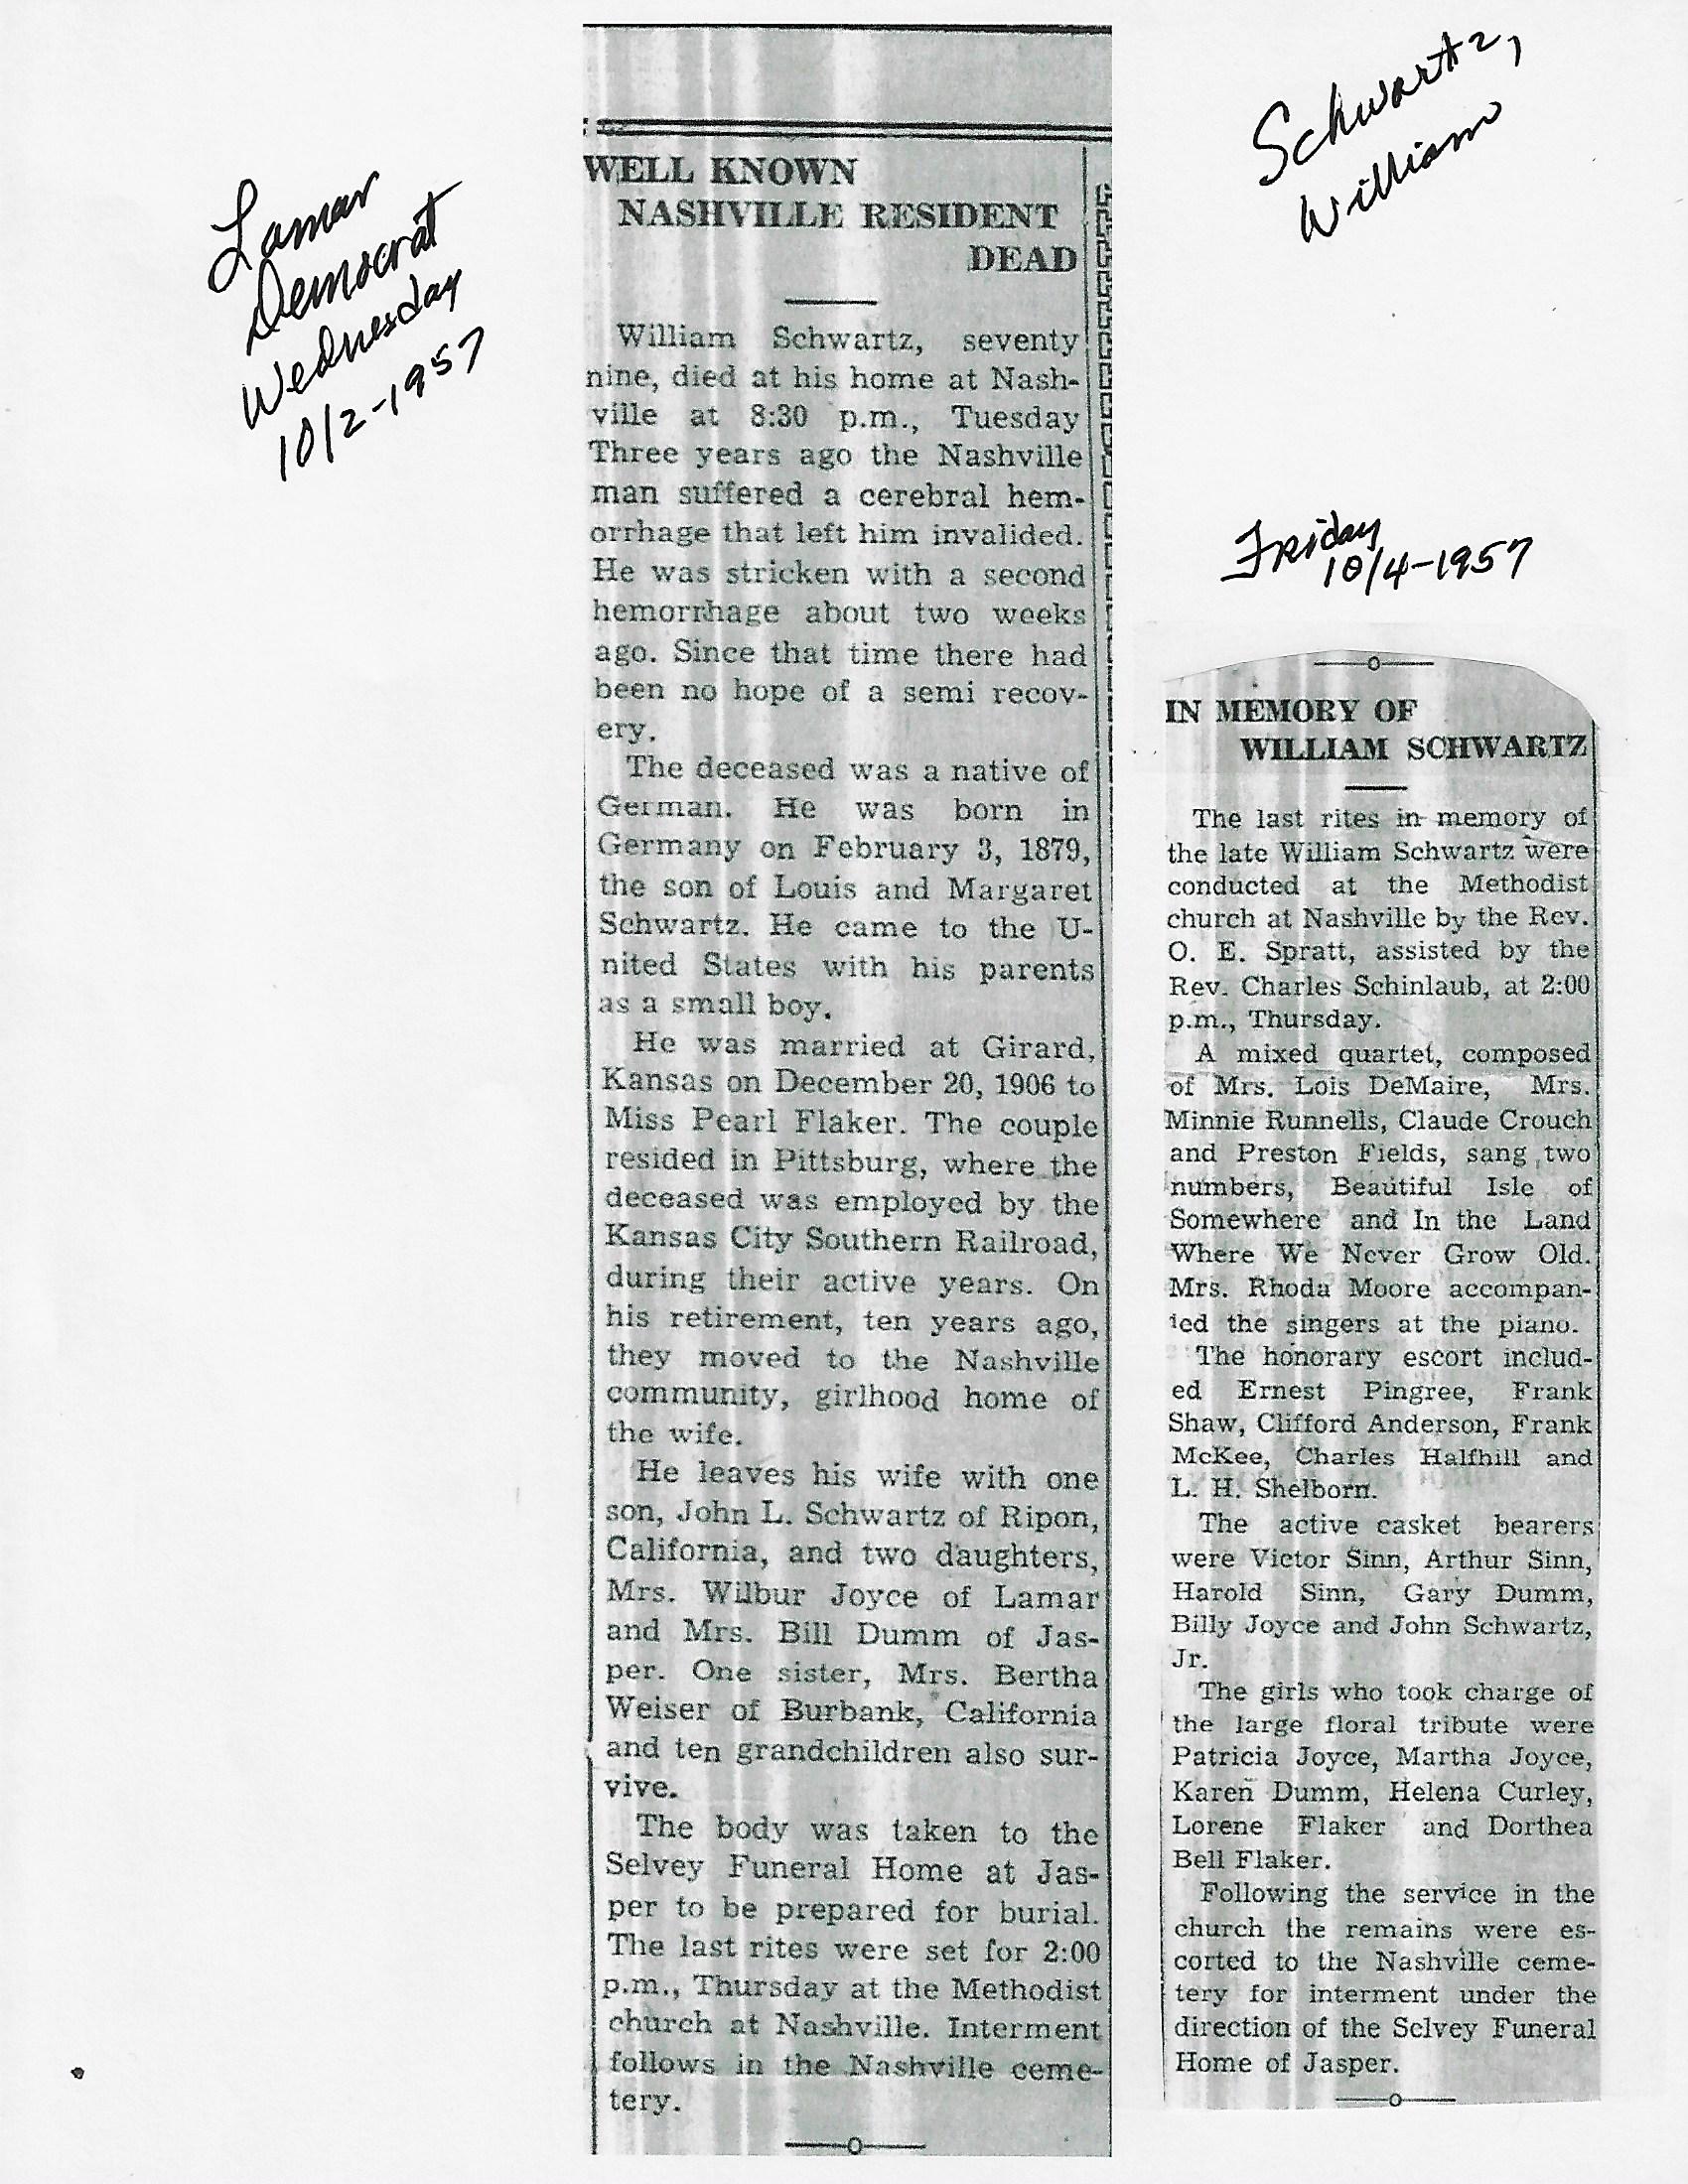 Lamar
Democrat
Wednesday
10/2-1957
WELL KNOWN
NASHVILLE RESIDENT
DEAD
William Schwartz, seventy
nine, died at his home at Nash-
ville at 8:30 p.m., Tuesday
Three years ago the Nashville
man suffered a cerebral hem-
orrhage that left him invalided.
He was stricken with a second
hemorrhage about two weeks
ago. Since that time there had
been no hope of a semi recov-
ery.
The deceased was a native of
German. He was born in
Germany on February 3, 1879,
the son of Louis and Margaret
Schwartz. He came to the U-
nited States with his parents
as a small boy.
He was married at Girard,
Kansas on December 20, 1906 to
Miss Pearl Flaker. The couple
resided in Pittsburg, where the
deceased was employed by the
Kansas City Southern Railroad,
during their active years. On
his retirement, ten years ago,
they moved to the Nashville
community, girlhood home of
the wife.
He leaves his wife with one
son, John L. Schwartz of Ripon,
California, and two daughters,
Mrs. Wilbur Joyce of Lamar
and Mrs. Bill Dumm of Jas-
per. One sister, Mrs. Bertha
Weiser of Burbank, California
and ten grandchildren also sur-
vive.
The body was taken to the
Selvey Funeral Home at Jas-
per to be prepared for burial.
The last rites were set for 2:00
p.m., Thursday at the Methodist
church at Nashville. Interment
follows in the Nashville ceme-
tery.
Schwartz,
William
Friday
10/4-1957
IN MEMORY OF
WILLIAM SCHWARTZ
The last rites in memory of
the late William Schwartz were
conducted at the Methodist
church at Nashville by the Rev.
O. E. Spratt, assisted by the
Rev. Charles Schinlaub, at 2:00
p.m., Thursday.
A mixed quartet, composed
of Mrs. Lois DeMaire, Mrs.
Minnie Runnells, Claude Crouch
and Preston Fields, sang two
numbers, Beautiful Isle of
Somewhere and In the Land
Where We Never Grow Old.
Mrs. Rhoda Moore accompan-
ied the singers at the piano.
The honorary escort includ-
ed Ernest Pingree, Frank
Shaw, Clifford Anderson, Frank
McKee, Charles Halfhill and
L. H. Shelborn.
The active casket bearers
were Victor Sinn, Arthur Sinn,
Harold Sinn, Gary Dumm,
Billy Joyce and John Schwartz,
Jr.
The girls who took charge of
the large floral tribute were
Patricia Joyce, Martha Joyce,
Karen Dumm, Helena Curley,
Lorene Flaker and Dorthea
Bell Flaker.
Following the service in the
church the remains were es-
corted to the Nashville ceme-
tery for interment under the
direction of the Selvey Funeral
Home of Jasper.